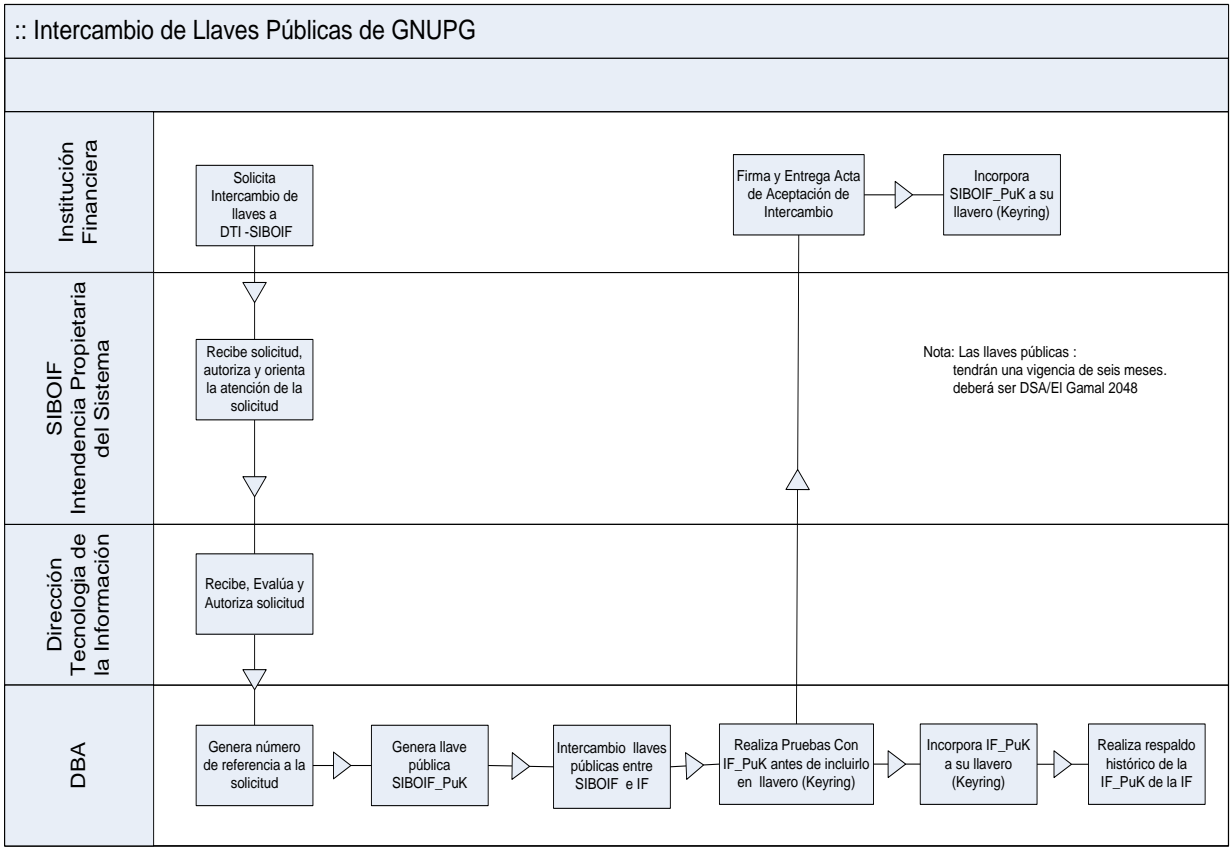 :: Intercambio de Llaves Públicas de GNUPG
Institución
Financiera
Solicita
Intercambio de
llaves a
DTI -SIBOIF
Firma y Entrega Acta
de Aceptación de
Intercambio
Incorpora
SIBOIF_PuK a su
llavero (Keyring)
SIBOIF
Intendencia Propietaria
del Sistema
Recibe solicitud,
autoriza y orienta
la atención de la
solicitud
Nota: Las llaves públicas :
tendrán una vigencia de seis meses.
deberá ser DSA/El Gamal 2048
Dirección
Tecnologia de
la Información
Recibe, Evalúa y
Autoriza solicitud
DBA
Genera número
de referencia a la
solicitud
Genera llave
pública
SIBOIF_PuK
Intercambio llaves
públicas entre
SIBOIF e IF
Realiza Pruebas Con
IF_PuK antes de incluirlo
en llavero (Keyring)
Incorpora IF_PuK
a su llavero
(Keyring)
Realiza respaldo
histórico de la
IF_PuK de la IF